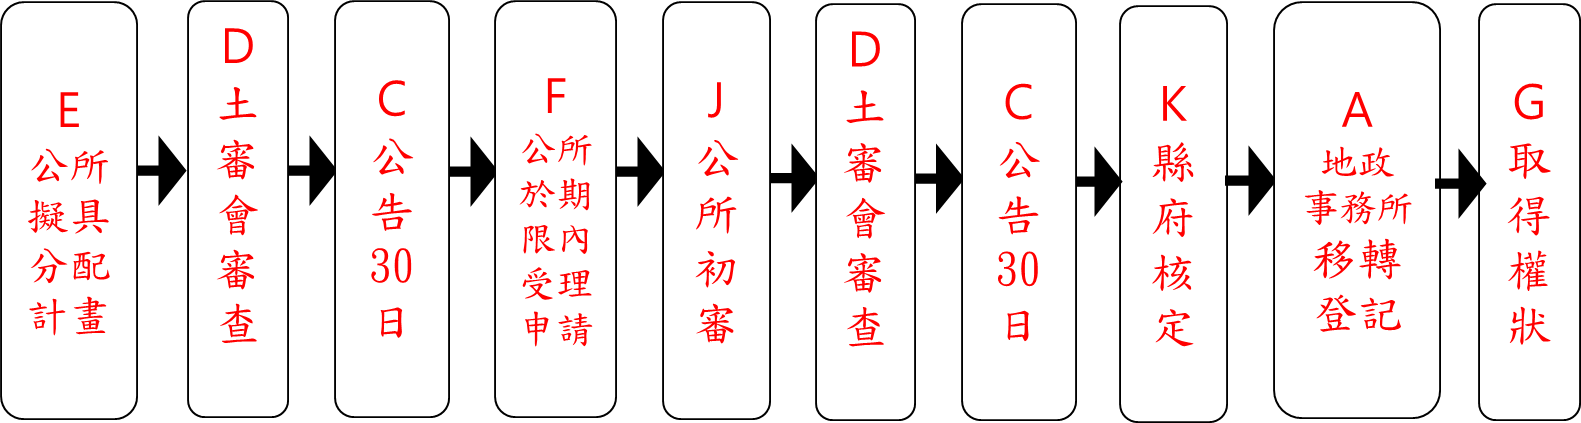 E
公所
擬具
分配
計畫
D
土
審
會
審
查
C
公
告
30
日
F
公所
於期
限內
受理
申請
J
公
所
初
審
D
土
審
會
審
查
C
公
告
30
日
K
縣
府
核
定
A
地政
事務所
移轉
登記
G
取
得
權
狀